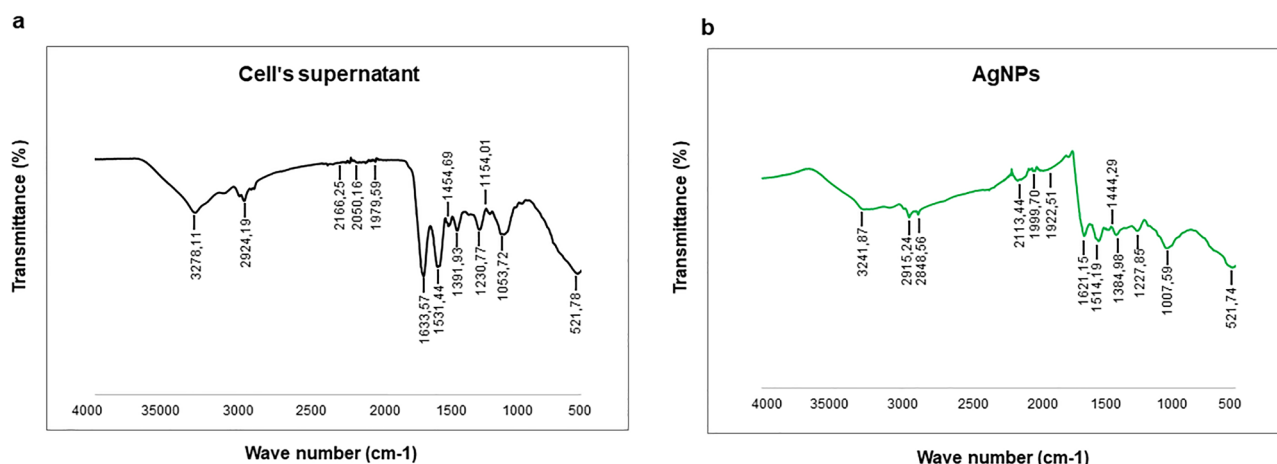 a
Cell's supernatant
Transmittance (%)
3278,11
2924,19
2166,25
2050,16
1979,59
1633,57
1531,44
1454,69
1391,93
1230,77
1154,01
1053,72
521,78
4000 35000 3000 2500 2000 1500 1000 500
Wave number (cm-1)
b
AgNPs
Transmittance (%)
3241,87
2915,24
2848,56
2113,44
1999,70
1922,51
1621,15
1514,19
1444,29
1384,98
1227,85
1007,59
521,74
4000 35000 3000 2500 2000 1500 1000 500
Wave number (cm-1)